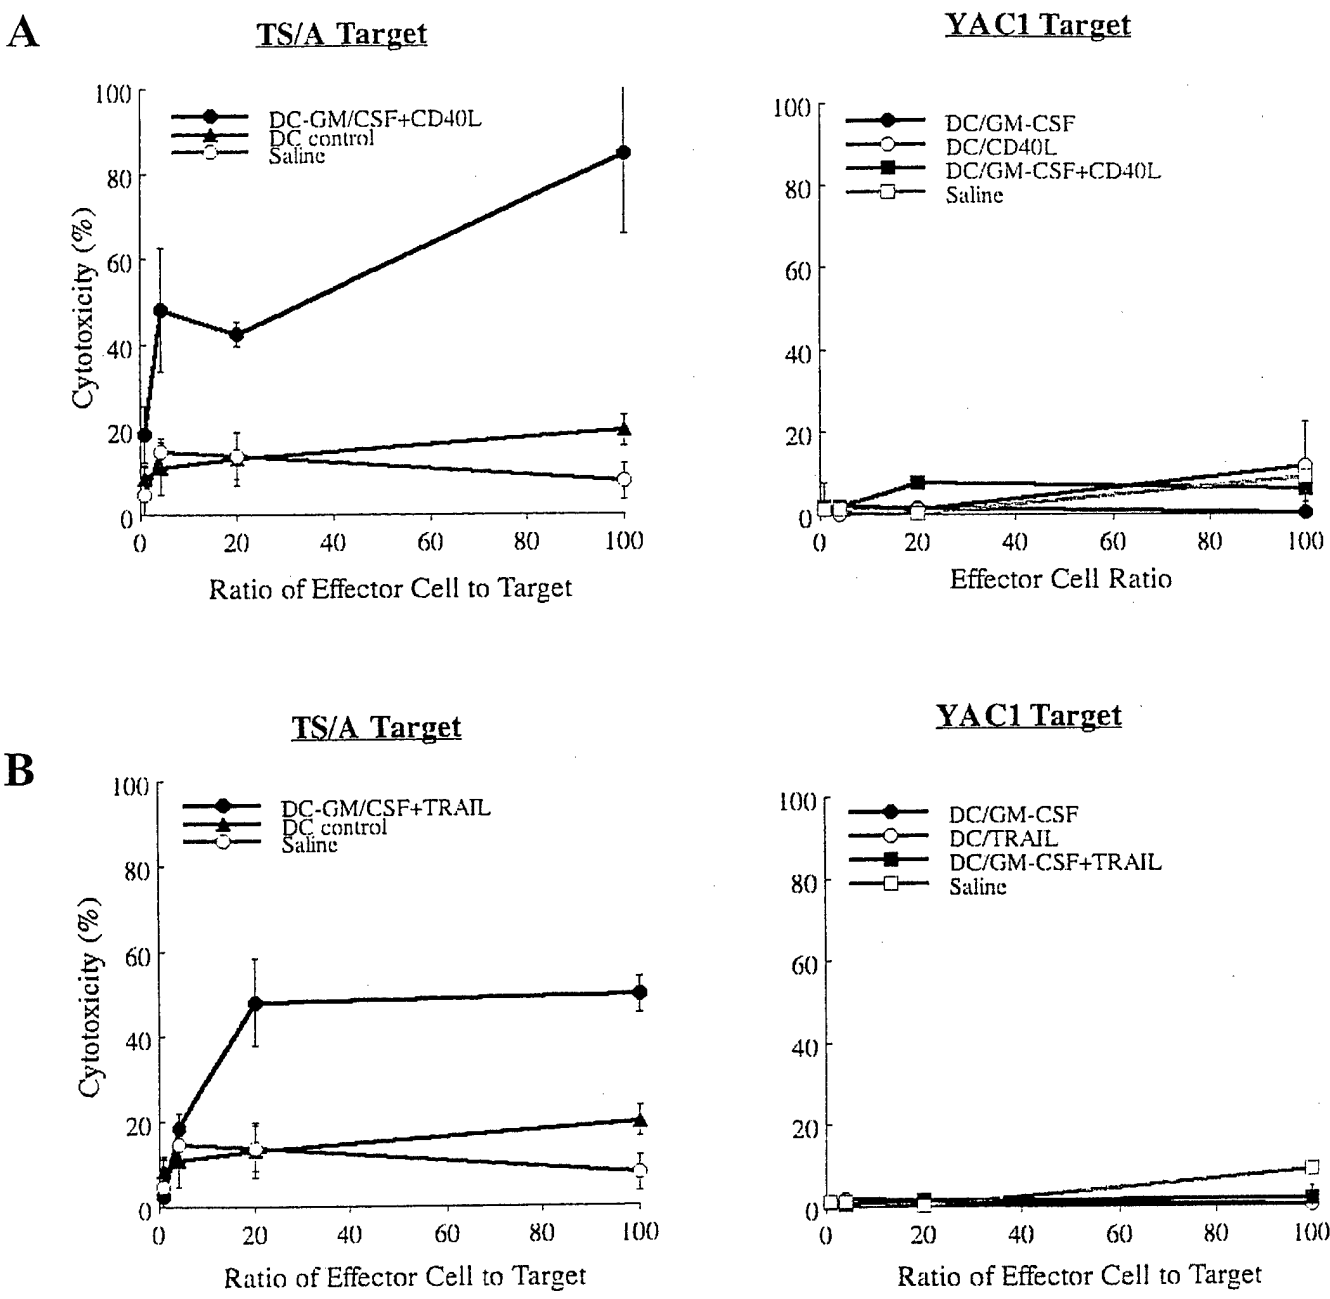 A
TS/A Target
100
80
60
40
20
0
DC-GM/CSF+CD40L
DC control
Saline
Cytotoxicity (%)
0 20 40 60 80 100
Ratio of Effector Cell to Target
YAC1 Target
100
80
60
40
20
0
DC/GM-CSF
DC/CD40L
DC/GM-CSF+CD40L
Saline
0 20 40 60 80 100
Effector Cell Ratio
B
TS/A Target
100
80
60
40
20
0
DC-GM/CSF+TRAIL
DC control
Saline
Cytotoxicity (%)
0 20 40 60 80 100
Ratio of Effector Cell to Target
YAC1 Target
100
80
60
40
20
0
DC/GM-CSF
DC/TRAIL
DC/GM-CSF+TRAIL
Saline
0 20 40 60 80 100
Ratio of Effector Cell to Target